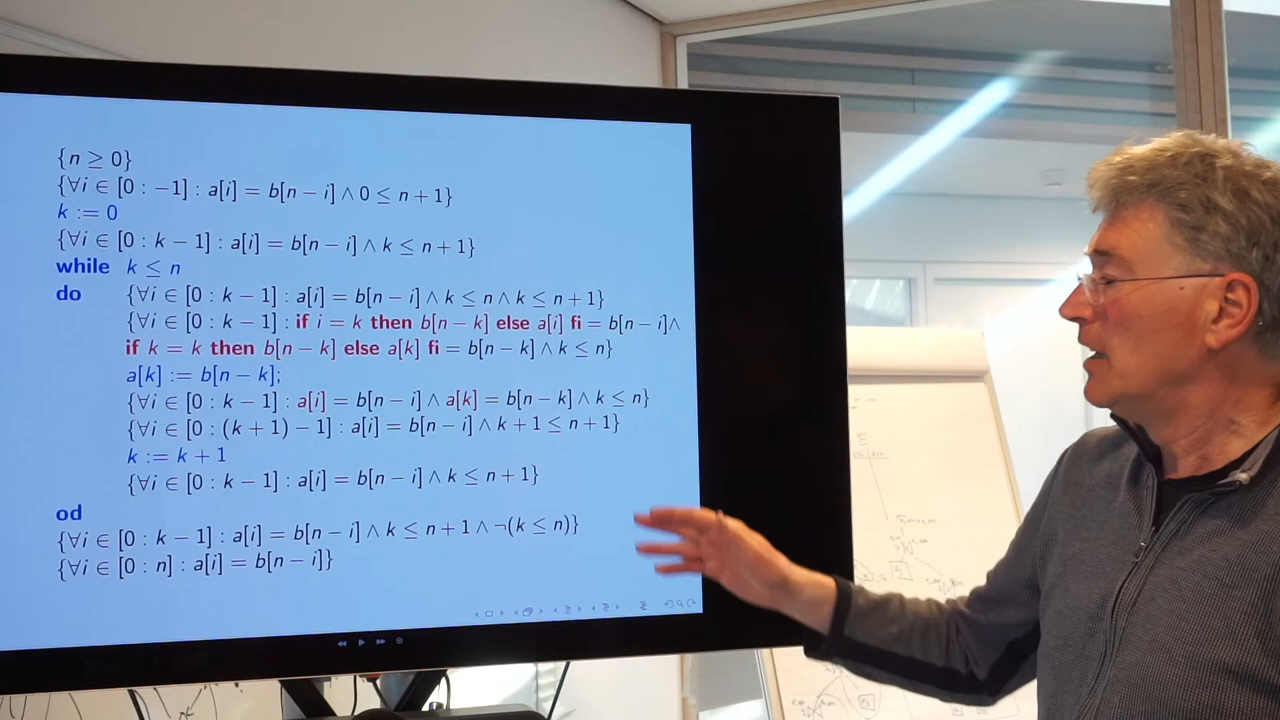 {n ≥ 0}
{∀i ∈ [0 : −1] : a[i] = b[n − i] ∧ 0 ≤ n + 1}
k := 0
{∀i ∈ [0 : k − 1] : a[i] = b[n − i] ∧ k ≤ n + 1}
while k ≤ n
do {∀i ∈ [0 : k − 1] : a[i] = b[n − i] ∧ k ≤ n ∧ k ≤ n + 1}
{∀i ∈ [0 : k − 1] : if i = k then b[n − k] else a[i] fi = b[n − i]∧
if k = k then b[n − k] else a[k] fi = b[n − k] ∧ k ≤ n}
a[k] := b[n − k];
{∀i ∈ [0 : k − 1] : a[i] = b[n − i] ∧ a[k] = b[n − k] ∧ k ≤ n}
{∀i ∈ [0 : (k + 1) − 1] : a[i] = b[n − i] ∧ k + 1 ≤ n + 1}
k := k + 1
{∀i ∈ [0 : k − 1] : a[i] = b[n − i] ∧ k ≤ n + 1}
od
{∀i ∈ [0 : k − 1] : a[i] = b[n − i] ∧ k ≤ n + 1 ∧ ¬(k ≤ n)}
{∀i ∈ [0 : n] : a[i] = b[n − i]}
E